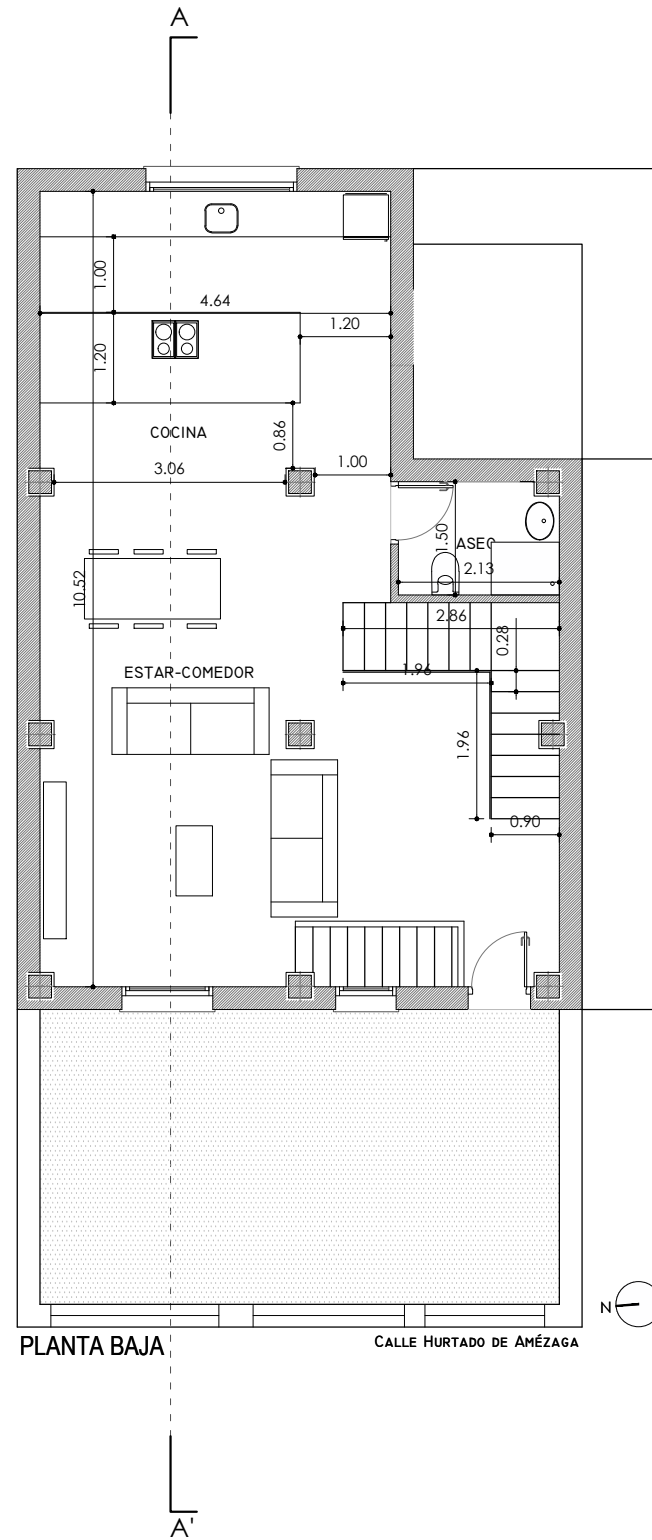 A
1.00
4.64
1.20
1.20
COCINA
0.86
3.06
1.00
1.50
ASEO
2.13
10.52
2.86
0.28
ESTAR-COMEDOR
1.96
1.96
0.90
N
PLANTA BAJA
CALLE HURTADO DE AMÉZAGA
A'